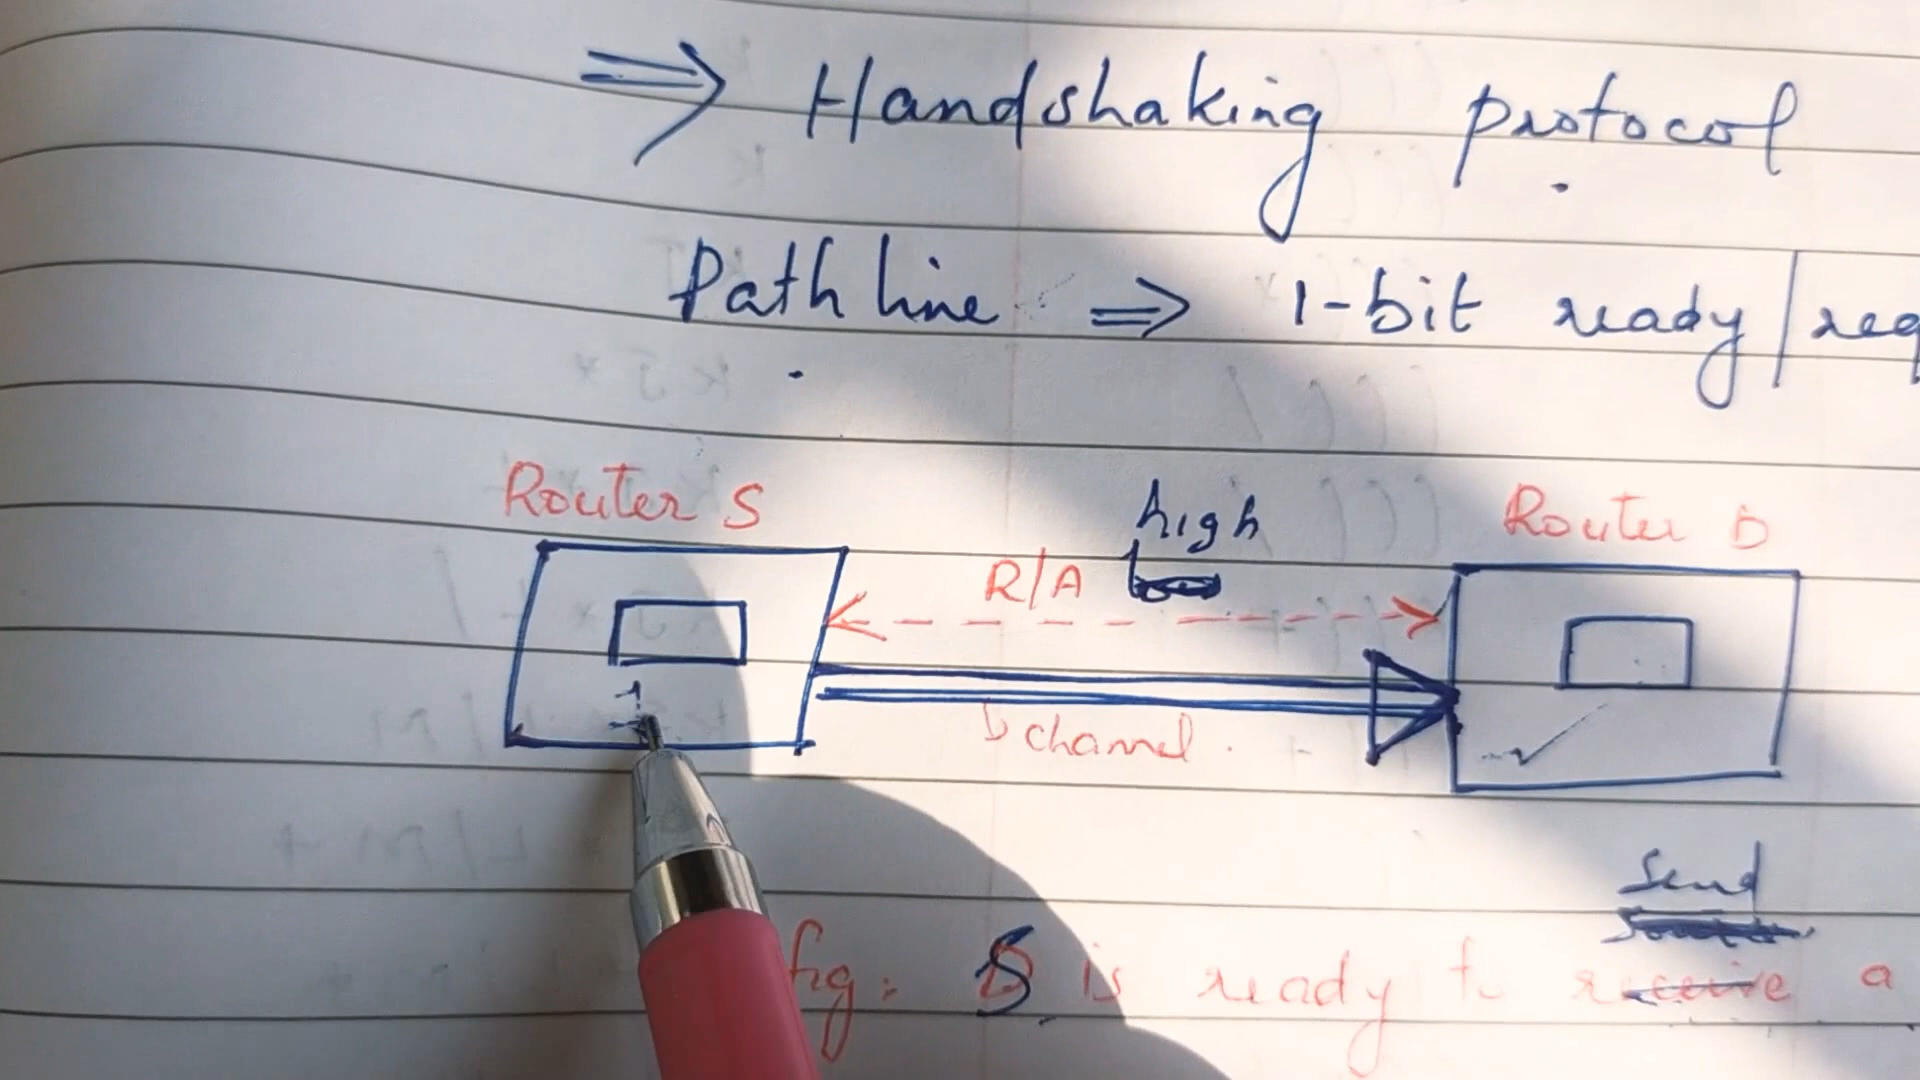 ⇒ Handshaking protocol
Path line ⇒ 1-bit ready/req
Router S
high
Router D
R/A
channel
Send
fig: S is ready to receive a